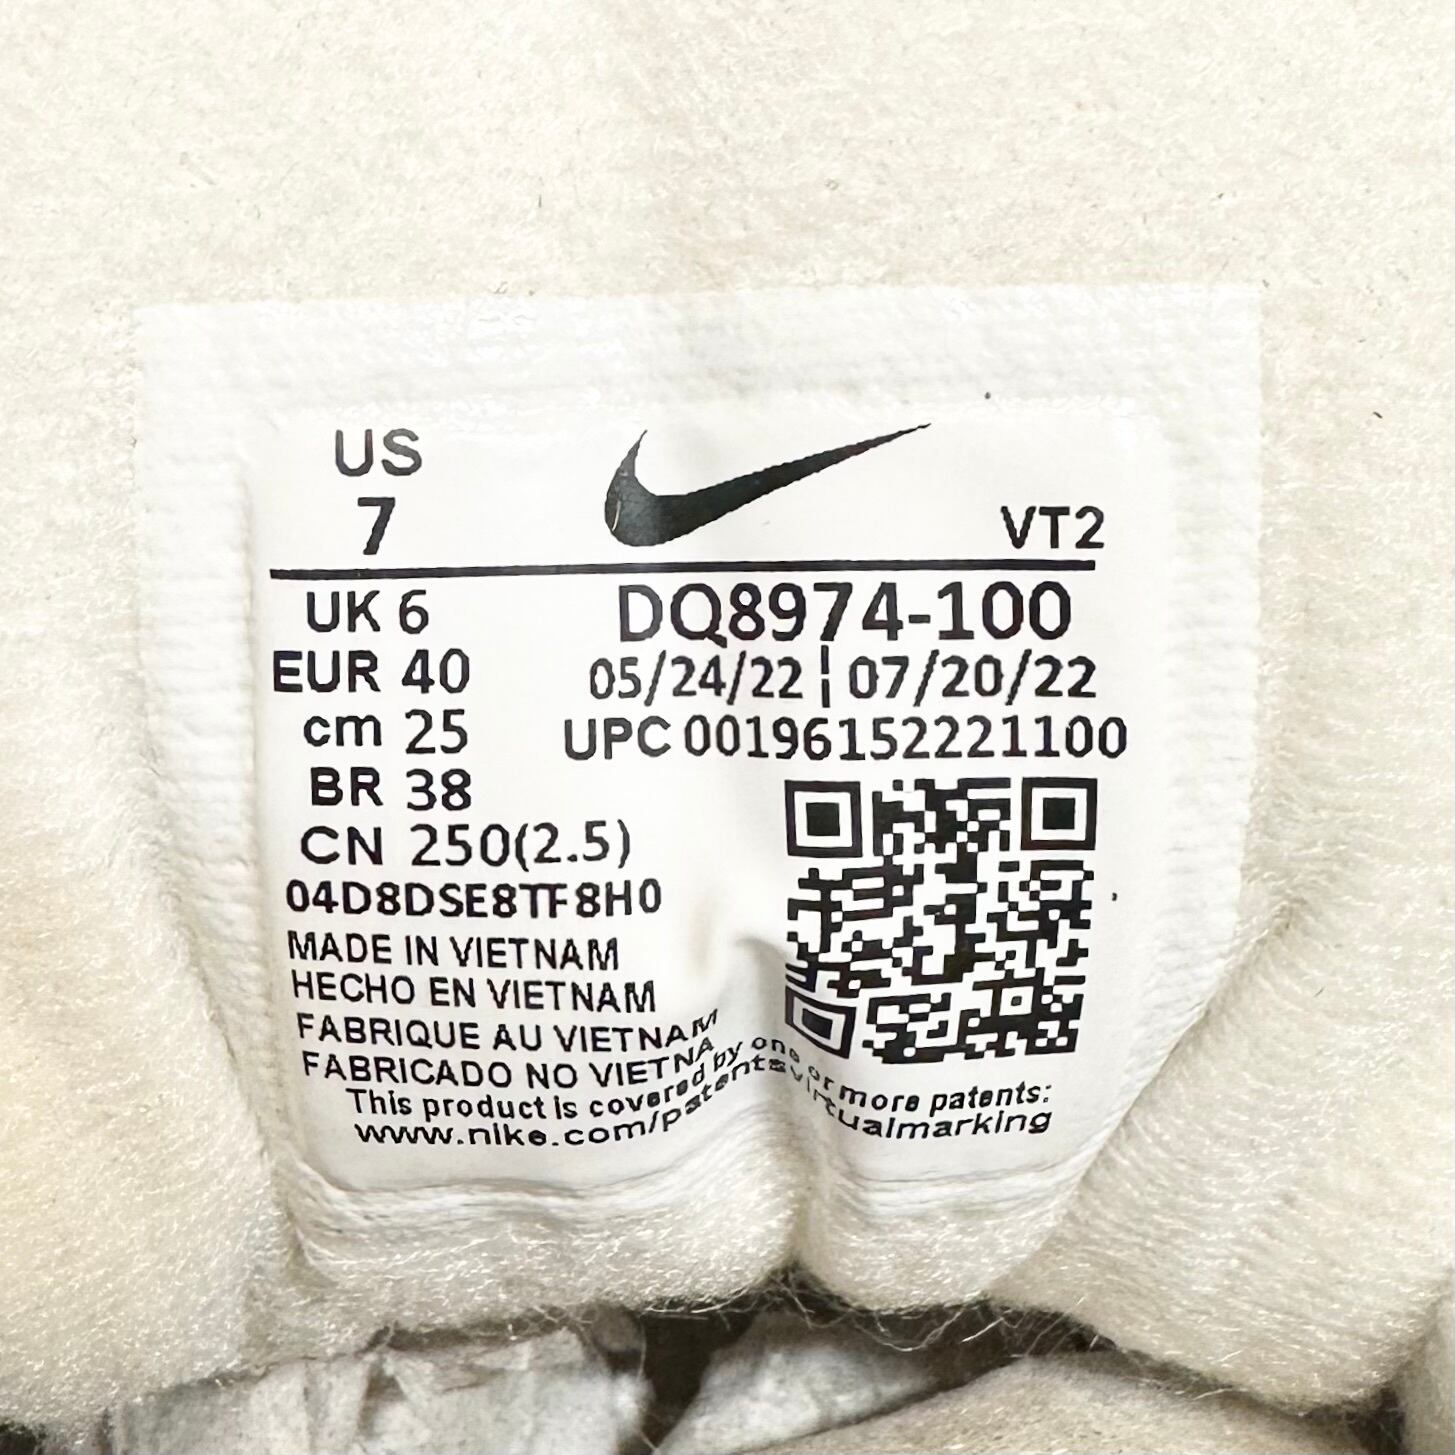 US
7
VT2
UK 6
EUR 40
cm 25
BR 38
CN 250(2.5)
DQ8974-100
05/24/22 ¦ 07/20/22
UPC 00196152221100
04D8DSE8TF8H0
MADE IN VIETNAM
HECHO EN VIETNAM
FABRIQUE AU VIETNAM
FABRICADO NO VIETNA
This product is covered by one or more patents:
www.nike.com/patentsvirtualmarking